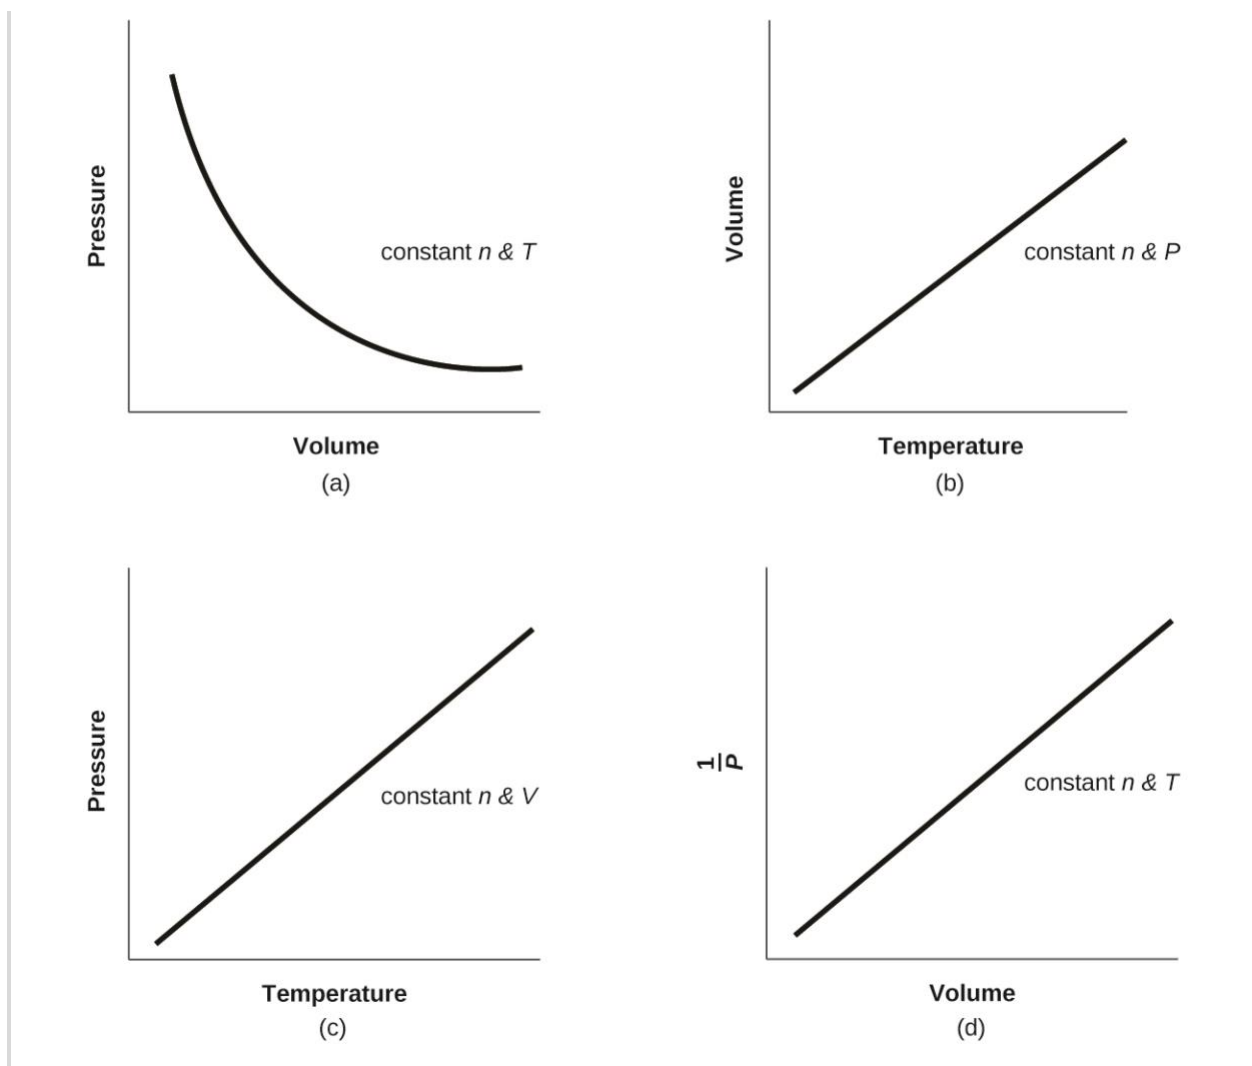 Pressure
constant n & T
Volume
(a)
Volume
constant n & P
Temperature
(b)
Pressure
constant n & V
Temperature
(c)
1
P
constant n & T
Volume
(d)